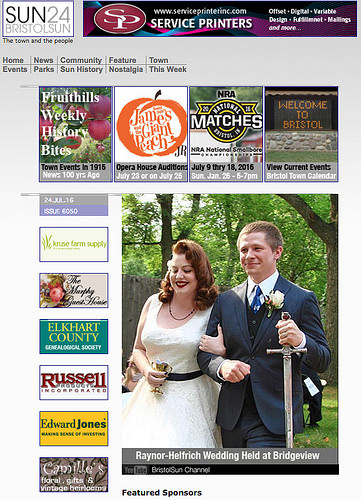 SUN24
BRISTOLSUN
The town and the people
SP
www.serviceprinterinc.com
SERVICE PRINTERS
Offset • Digital • Variable
Design • Fulfillmnet • Mailings
and more...
Home News Community Feature Town
Events Parks Sun History Nostalgia This Week
Fruithills
Weekly
History
Bites
Town Events in 1916
News 100 yrs Ago
James
and the
Giant
Peach
JR
Opera House Auditions
July 23 or on July 25
NRA
NATIONAL
20 16
MATCHES
BRISTOL, IN
NRA National Smallbore
CHAMPIONSHIPS
July 9 thru 18, 2016
Sun. Jan. 26 - 5-7pm
WELCOME
TO
BRISTOL
View Current Events
Bristol Town Calendar
24.JUL.16
ISSUE 6050
kruse farm supply
The
Murphy
Guest House
ELKHART
COUNTY
GENEALOGICAL SOCIETY
Russell
PRODUCTS
INCORPORATED
Edward Jones
MAKING SENSE OF INVESTING
Camille's
floral, gifts &
vintage heirlooms
Raynor-Helfrich Wedding Held at Bridgeview
YouTube BristolSun Channel
Featured Sponsors